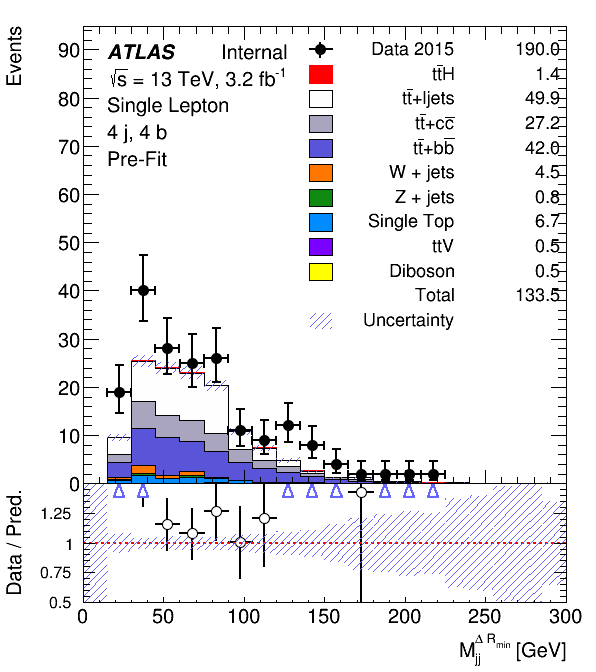 Events
ATLAS Internal
√s = 13 TeV, 3.2 fb⁻¹
Single Lepton
4 j, 4 b
Pre-Fit
Data 2015 190.0
tt̄H 1.4
tt̄+ljets 49.9
tt̄+cc̄ 27.2
tt̄+bb̄ 42.0
W + jets 4.5
Z + jets 0.8
Single Top 6.7
ttV 0.5
Diboson 0.5
Total 133.5
Uncertainty
90
80
70
60
50
40
30
20
10
0
Data / Pred.
1.25
1
0.75
0.5
0 50 100 150 200 250 300
M_jj^Δ R_min [GeV]